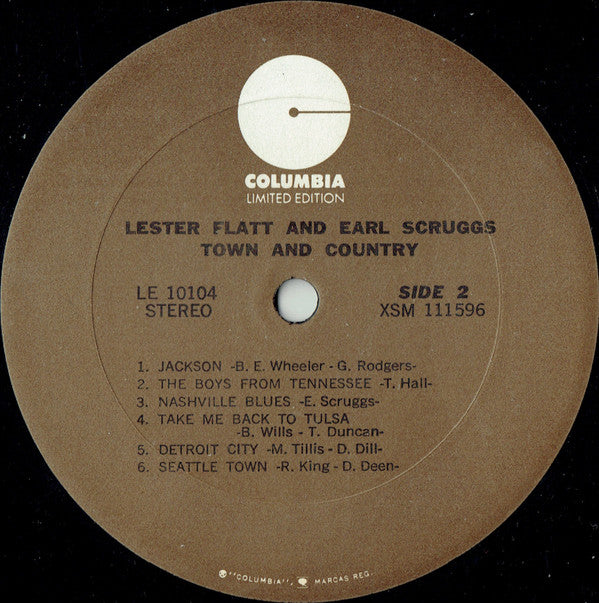 COLUMBIA
LIMITED EDITION
LESTER FLATT AND EARL SCRUGGS
TOWN AND COUNTRY
LE 10104
STEREO
SIDE 2
XSM 111596
1. JACKSON -B. E. Wheeler - G. Rodgers-
2. THE BOYS FROM TENNESSEE -T. Hall-
3. NASHVILLE BLUES -E. Scruggs-
4. TAKE ME BACK TO TULSA
-B. Wills - T. Duncan-
5. DETROIT CITY -M. Tillis - D. Dill-
6. SEATTLE TOWN -R. King - D. Deen-
® "COLUMBIA", MARCAS REG.